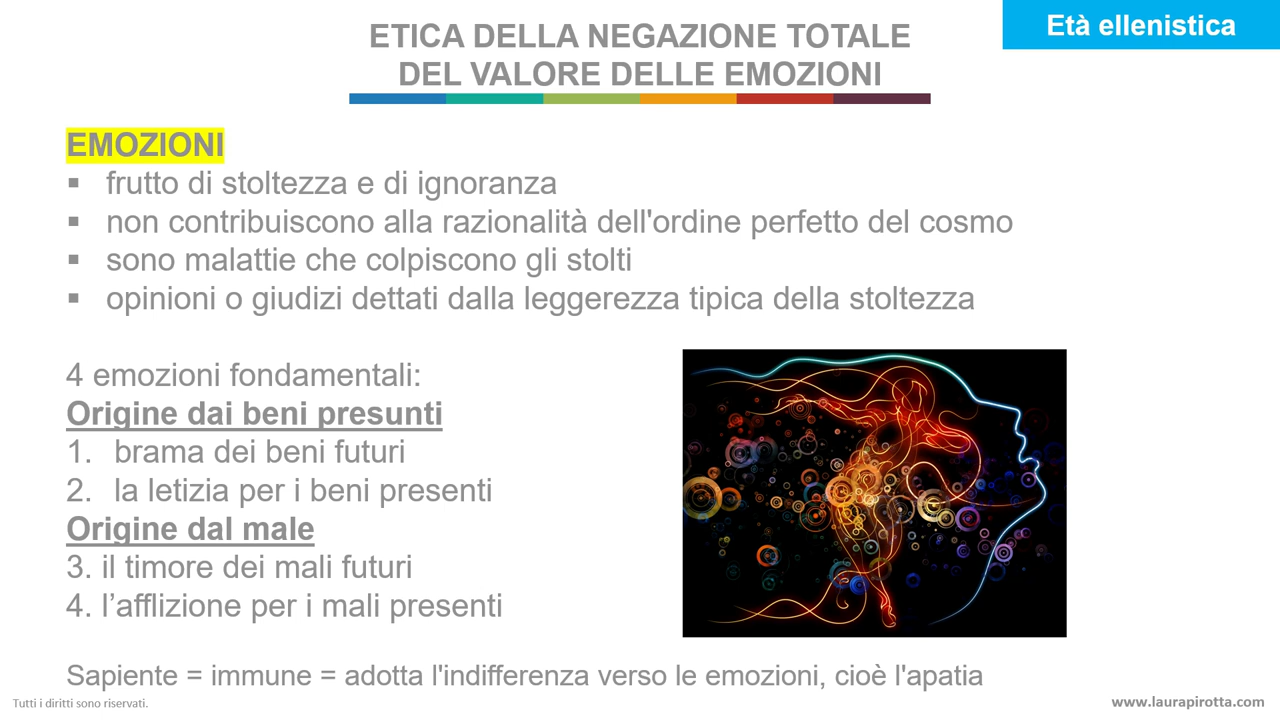 Età ellenistica
ETICA DELLA NEGAZIONE TOTALE
DEL VALORE DELLE EMOZIONI
EMOZIONI
▪ frutto di stoltezza e di ignoranza
▪ non contribuiscono alla razionalità dell'ordine perfetto del cosmo
▪ sono malattie che colpiscono gli stolti
▪ opinioni o giudizi dettati dalla leggerezza tipica della stoltezza
4 emozioni fondamentali:
Origine dai beni presunti
1. brama dei beni futuri
2. la letizia per i beni presenti
Origine dal male
3. il timore dei mali futuri
4. l’afflizione per i mali presenti
Sapiente = immune = adotta l'indifferenza verso le emozioni, cioè l'apatia
Tutti i diritti sono riservati.
www.laurapirotta.com